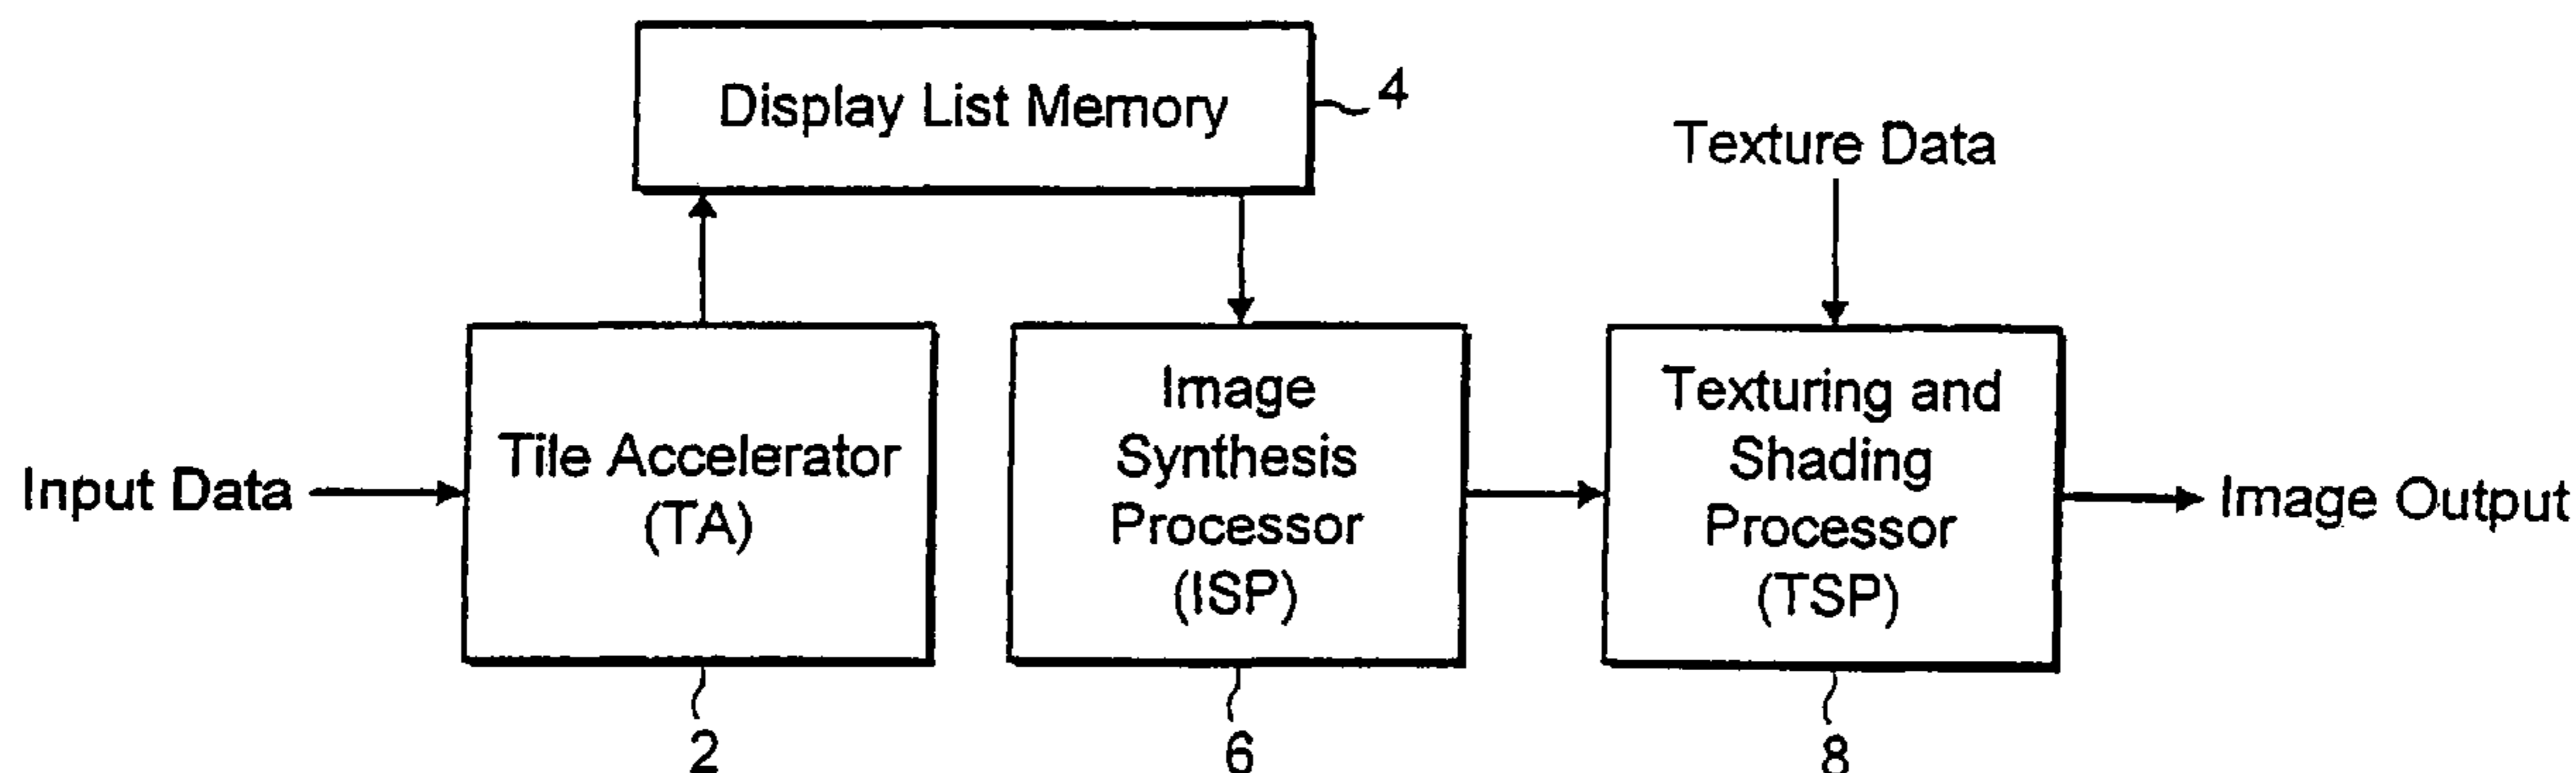 Display List Memory
4
Texture Data
Input Data
Tile Accelerator
(TA)
Image
Synthesis
Processor
(ISP)
Texturing and
Shading
Processor
(TSP)
Image Output
2
6
8